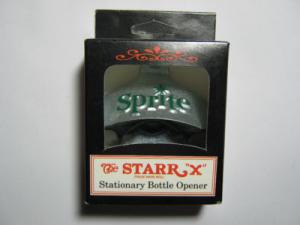 Sprite
The STARR "X"
Stationary Bottle Opener